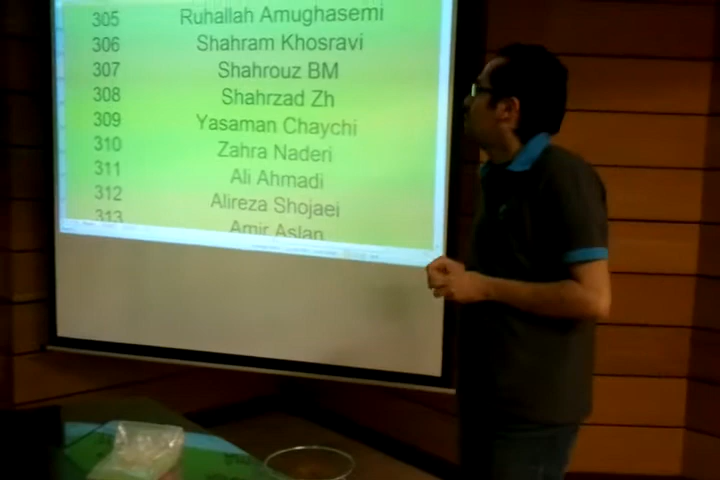 305 Ruhallah Amughasemi
306 Shahram Khosravi
307 Shahrouz BM
308 Shahrzad Zh
309 Yasaman Chaychi
310 Zahra Naderi
311 Ali Ahmadi
312 Alireza Shojaei
313 Amir Aslan